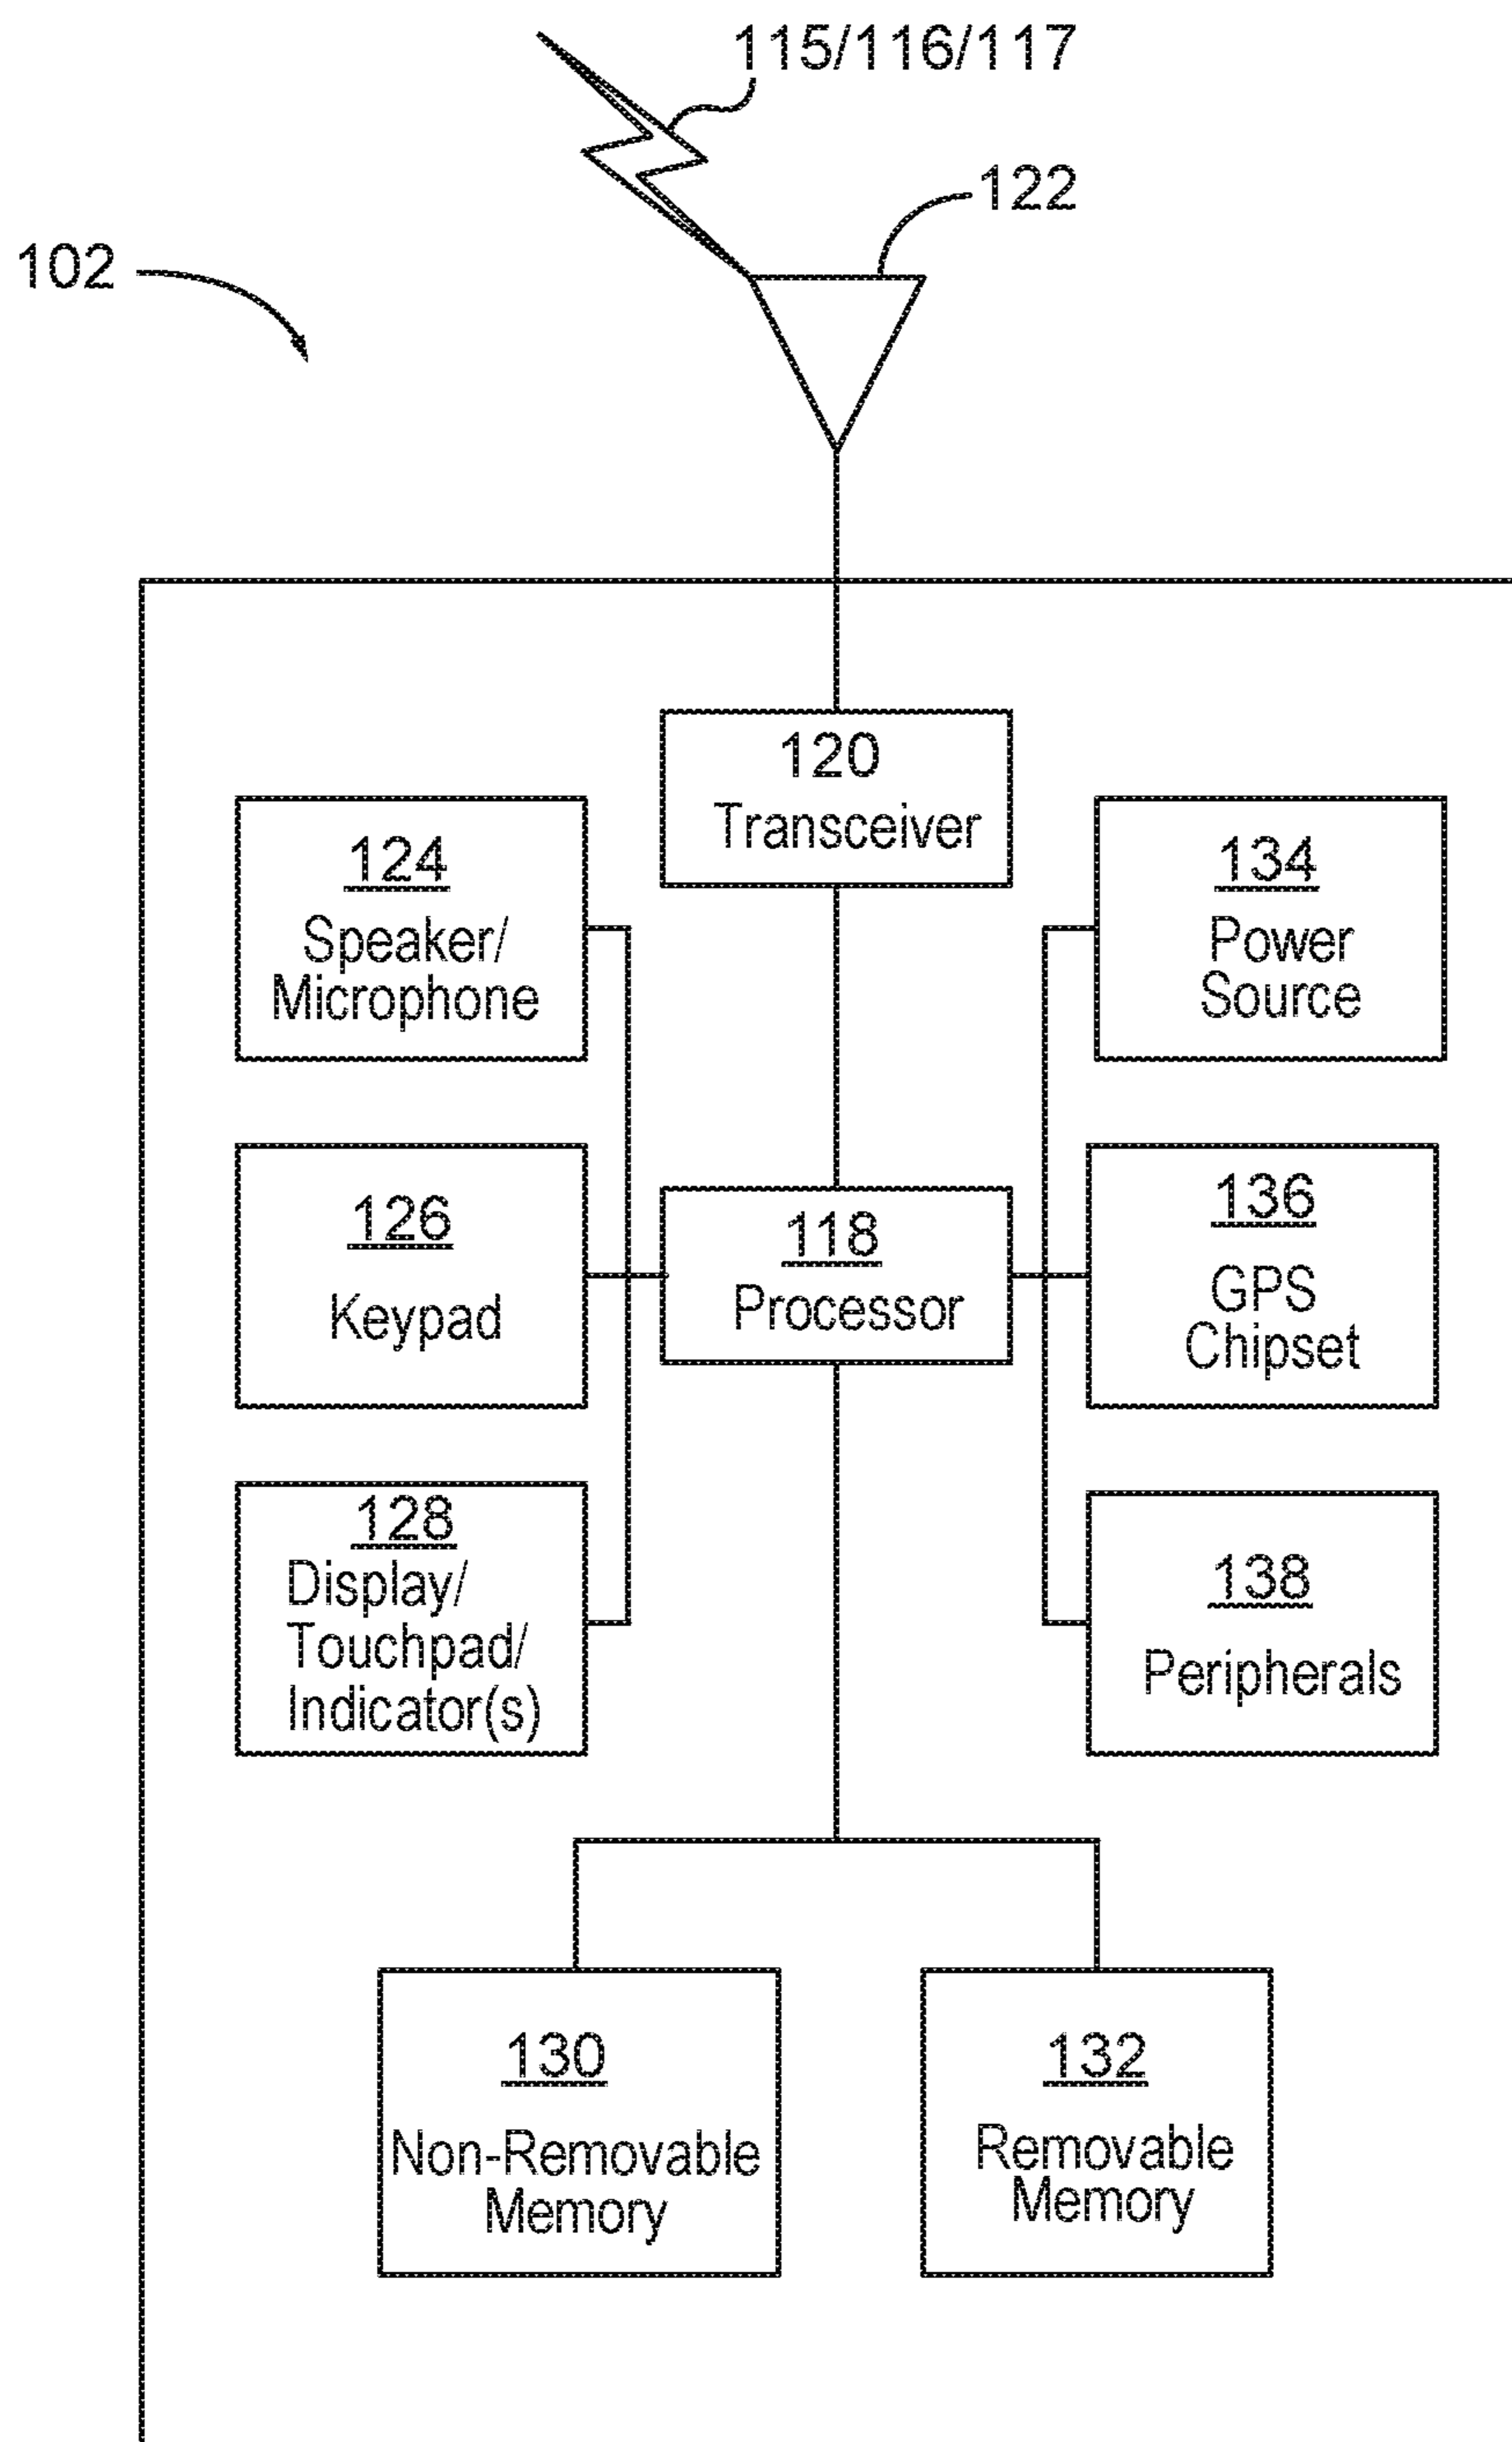 115/116/117
122
102
120
Transceiver
124
Speaker/
Microphone
134
Power
Source
126
Keypad
118
Processor
136
GPS
Chipset
128
Display/
Touchpad/
Indicator(s)
138
Peripherals
130
Non-Removable
Memory
132
Removable
Memory